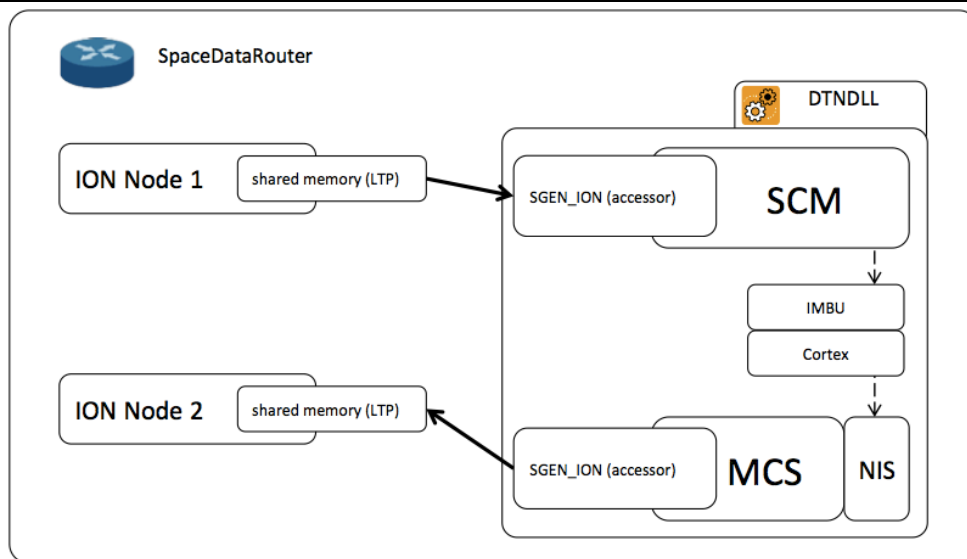 SpaceDataRouter
DTNDLL
ION Node 1
shared memory (LTP)
SGEN_ION (accessor)
SCM
IMBU
Cortex
ION Node 2
shared memory (LTP)
SGEN_ION (accessor)
MCS
NIS